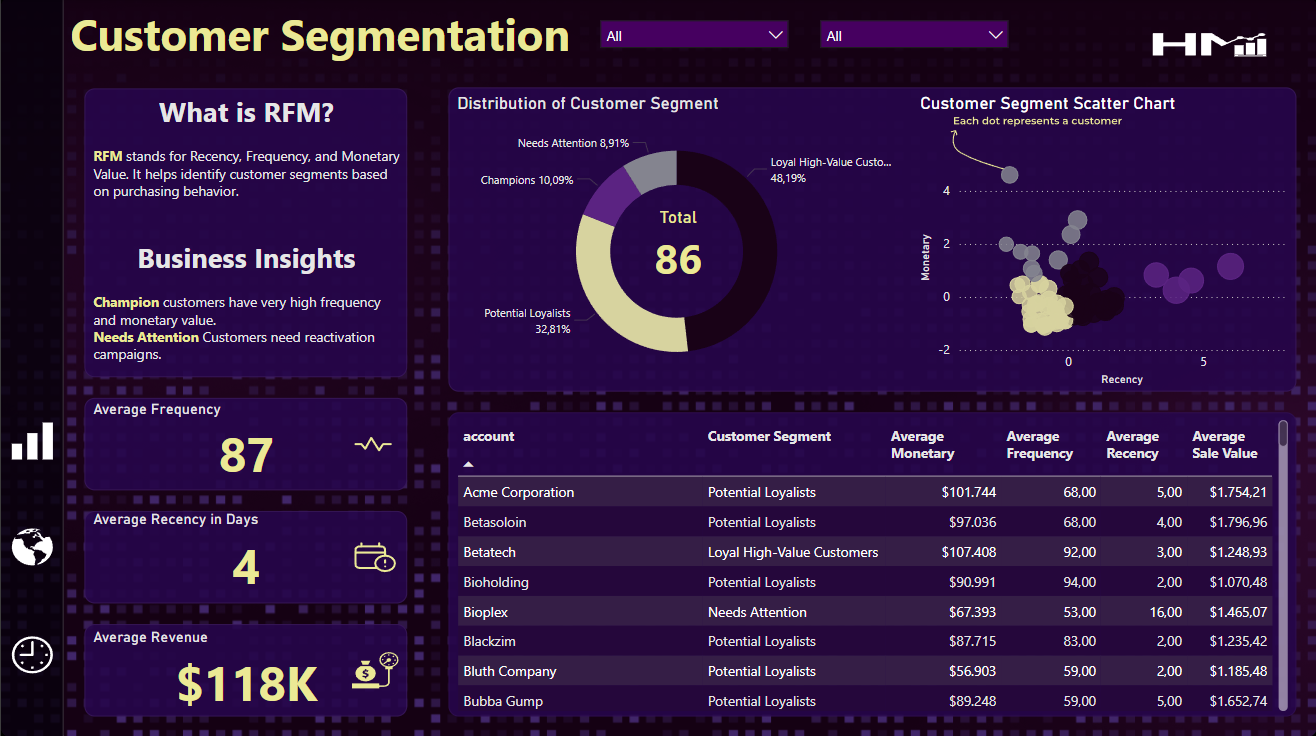 Customer Segmentation
All
All
HM
What is RFM?
RFM stands for Recency, Frequency, and Monetary
Value. It helps identify customer segments based
on purchasing behavior.
Business Insights
Champion customers have very high frequency
and monetary value.
Needs Attention Customers need reactivation
campaigns.
Average Frequency
87
Average Recency in Days
4
Average Revenue
$118K
Distribution of Customer Segment
Needs Attention 8,91%
Champions 10,09%
Loyal High-Value Custo...
48,19%
Potential Loyalists
32,81%
Total
86
Customer Segment Scatter Chart
Each dot represents a customer
Monetary
4
2
0
-2
0
5
Recency
account Customer Segment Average Monetary Average Frequency Average Recency Average Sale Value
Acme Corporation Potential Loyalists $101.744 68,00 5,00 $1.754,21
Betasoloin Potential Loyalists $97.036 68,00 4,00 $1.796,96
Betatech Loyal High-Value Customers $107.408 92,00 3,00 $1.248,93
Bioholding Potential Loyalists $90.991 94,00 2,00 $1.070,48
Bioplex Needs Attention $67.393 53,00 16,00 $1.465,07
Blackzim Potential Loyalists $87.715 83,00 2,00 $1.235,42
Bluth Company Potential Loyalists $56.903 59,00 2,00 $1.185,48
Bubba Gump Potential Loyalists $89.248 59,00 5,00 $1.652,74